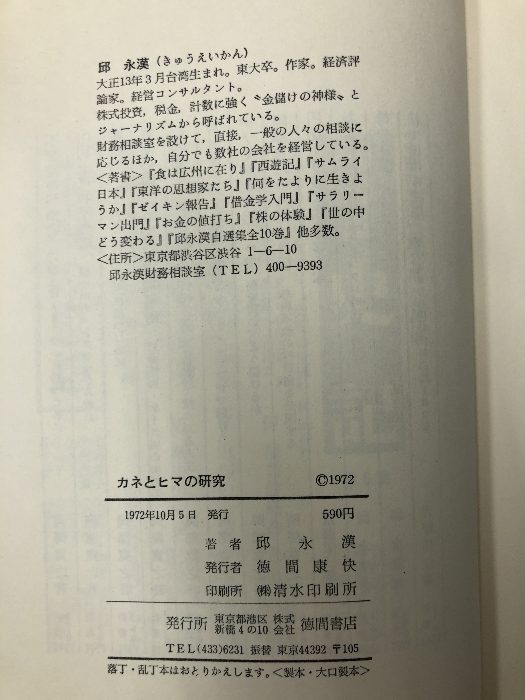 邱　永漢（きゅうえいかん）
大正13年３月台湾生まれ。東大卒。作家。経済評
論家。経営コンサルタント。
株式投資，税金，計数に強く〝金儲けの神様〟と
ジャーナリズムから呼ばれている。
財務相談室を設けて，直接，一般の人々の相談に
応じるほか，自分でも数社の会社を経営している。
＜著書＞『食は広州に在り』『西遊記』『サムライ
日本』『東洋の思想家たち』『何をたよりに生きよ
うか』『ゼイキン報告』『借金学入門』『サラリー
マン出門』『お金の値打ち』『株の体験』『世の中
どう変わる』『邱永漢自選集全10巻』他多数。
＜住所＞東京都渋谷区渋谷 1－6－10
邱永漢財務相談室（ＴＥＬ）400－9393
カネとヒマの研究　©1972
1972年10月５日　発行　590円
著　者　邱　永　漢
発行者　徳　間　康　快
印刷所　㈱清水印刷所
発行所　東京都港区新橋４の10　株式会社　徳間書店
ＴＥＬ(433)6231　振替　東京44392　〒105
落丁・乱丁本はおとりかえします。＜製本・大口製本＞